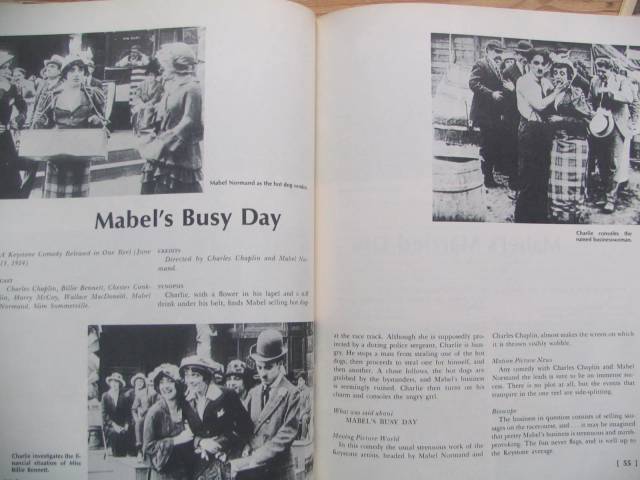 Mabel Normand as the hot dog vendor.
Mabel's Busy Day
A Keystone Comedy Released in One Reel (June
13, 1914)
CAST
Charles Chaplin, Billie Bennett, Chester Conk-
lin, Harry McCoy, Wallace MacDonald, Mabel
Normand, Slim Summerville.
CREDITS
Directed by Charles Chaplin and Mabel Nor-
mand.
SYNOPSIS
Charlie, with a flower in his lapel and a stiff
drink under his belt, finds Mabel selling hot dogs
Charlie investigates the fi-
nancial situation of Miss
Billie Bennett.
Charlie consoles the
ruined businesswoman.
at the race track. Although she is supposedly pro-
tected by a doting police sergeant, Charlie is hun-
gry. He stops a man from stealing one of the hot
dogs, then proceeds to steal one for himself, and
then another. A chase follows, the hot dogs are
grabbed by the bystanders, and Mabel's business
is seemingly ruined. Charlie then turns on his
charm and consoles the angry girl.
What was said about
MABEL'S BUSY DAY
Moving Picture World
In this comedy the usual strenuous work of the
Keystone artists, headed by Mabel Normand and
Charles Chaplin, almost makes the screen on which
it is thrown visibly wobble.
Motion Picture News
Any comedy with Charles Chaplin and Mabel
Normand the leads is sure to be an immense suc-
cess. There is no plot at all, but the events that
transpire in the one reel are side-splitting.
Bioscope
The business in question consists of selling sau-
sages on the racecourse, and . . . it may be imagined
that pretty Mabel's business is strenuous and mirth-
provoking. The fun never flags, and is well up to
the Keystone average.
[ 55 ]